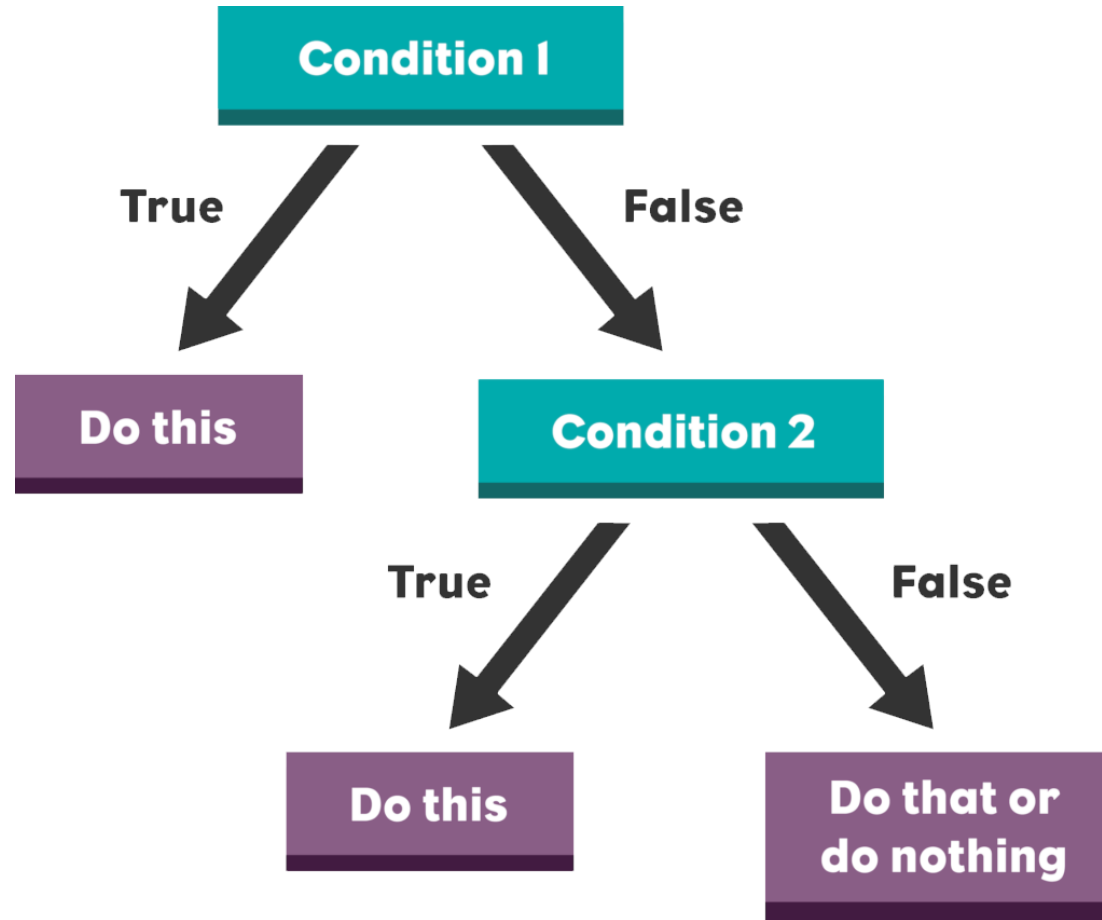 Condition 1
True
False
Do this
Condition 2
True
False
Do this
Do that or
do nothing